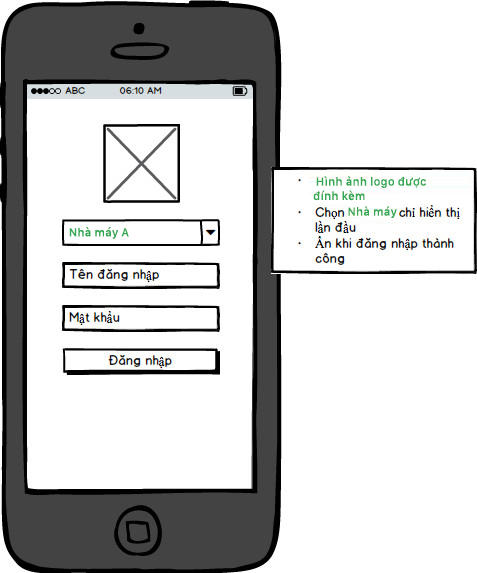 ABC 06:10 AM
Nhà máy A
Tên đăng nhập
Mật khẩu
Đăng nhập
· Hình ảnh logo được
đính kèm
· Chọn Nhà máy chỉ hiển thị
lần đầu
· Ẩn khi đăng nhập thành
công